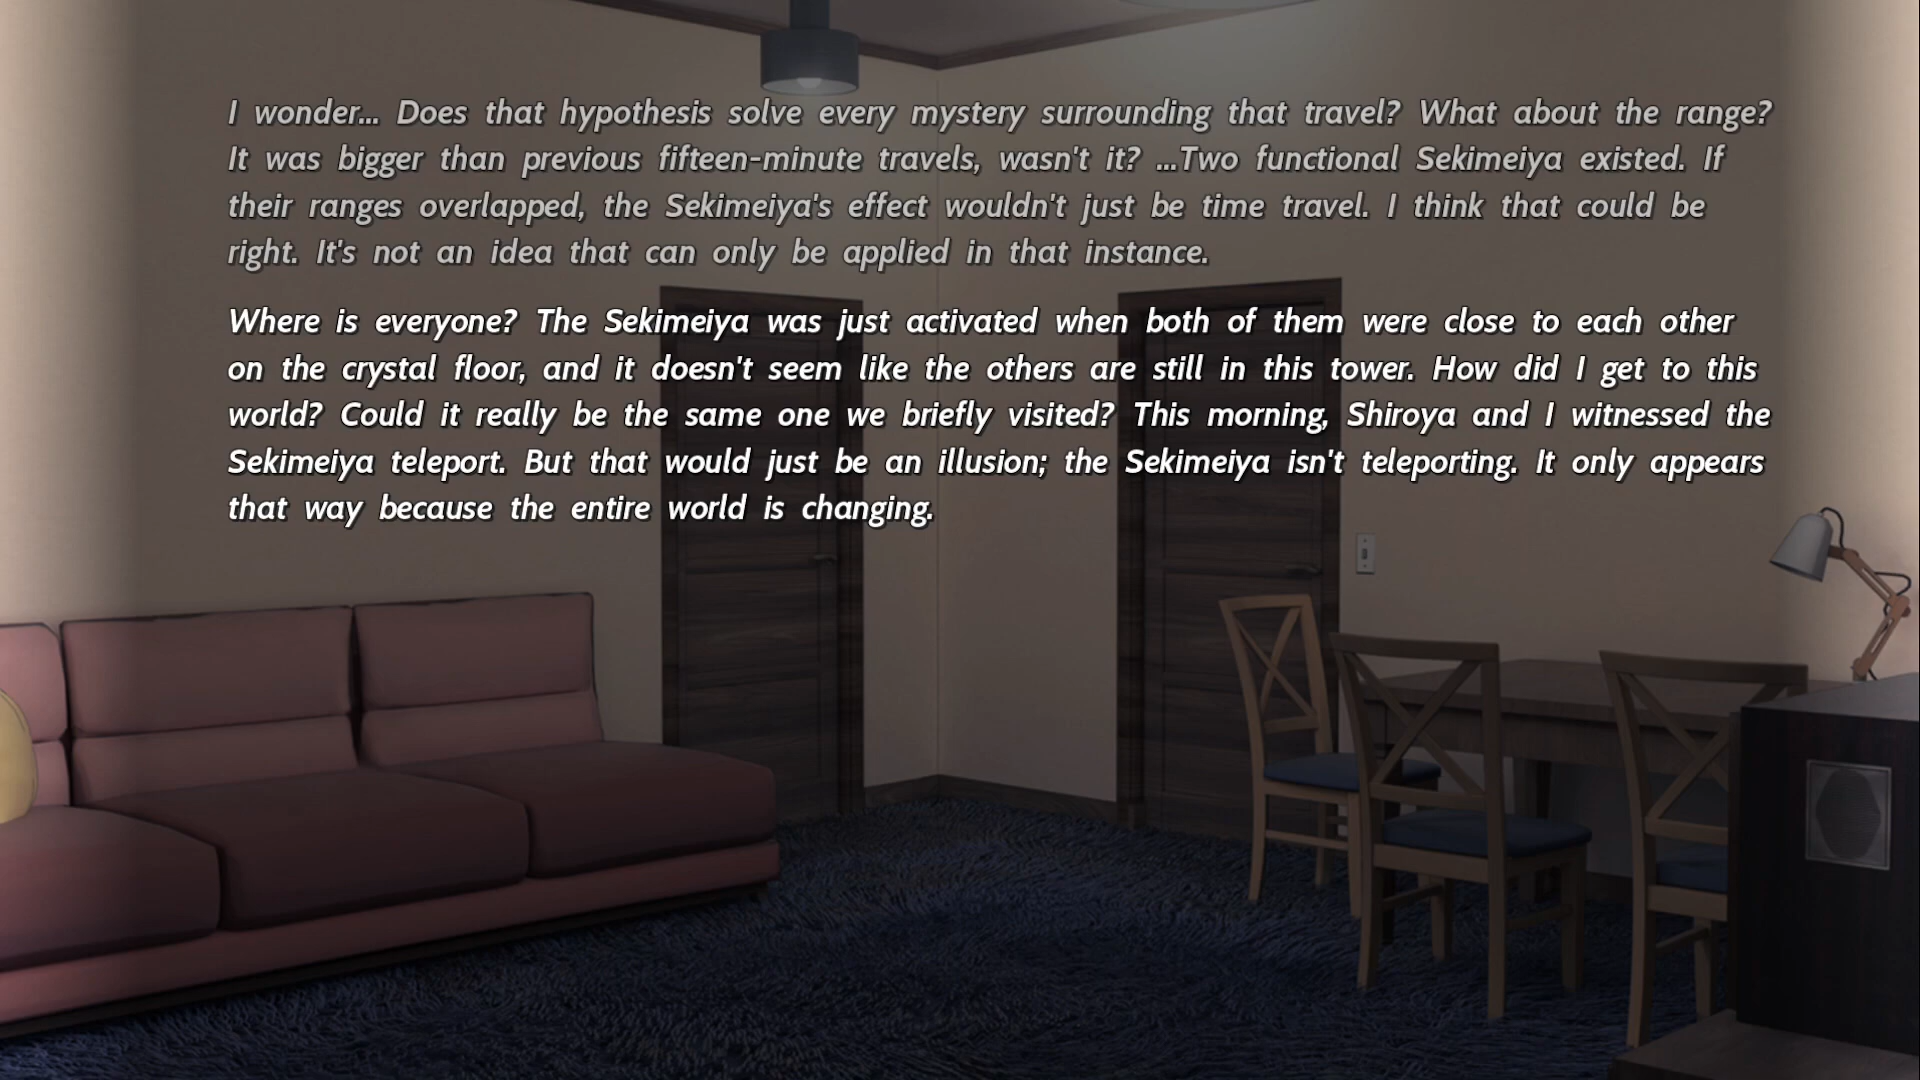 I wonder... Does that hypothesis solve every mystery surrounding that travel? What about the range?
It was bigger than previous fifteen-minute travels, wasn't it? ...Two functional Sekimeiya existed. If
their ranges overlapped, the Sekimeiya's effect wouldn't just be time travel. I think that could be
right. It's not an idea that can only be applied in that instance.
Where is everyone? The Sekimeiya was just activated when both of them were close to each other
on the crystal floor, and it doesn't seem like the others are still in this tower. How did I get to this
world? Could it really be the same one we briefly visited? This morning, Shiroya and I witnessed the
Sekimeiya teleport. But that would just be an illusion; the Sekimeiya isn't teleporting. It only appears
that way because the entire world is changing.